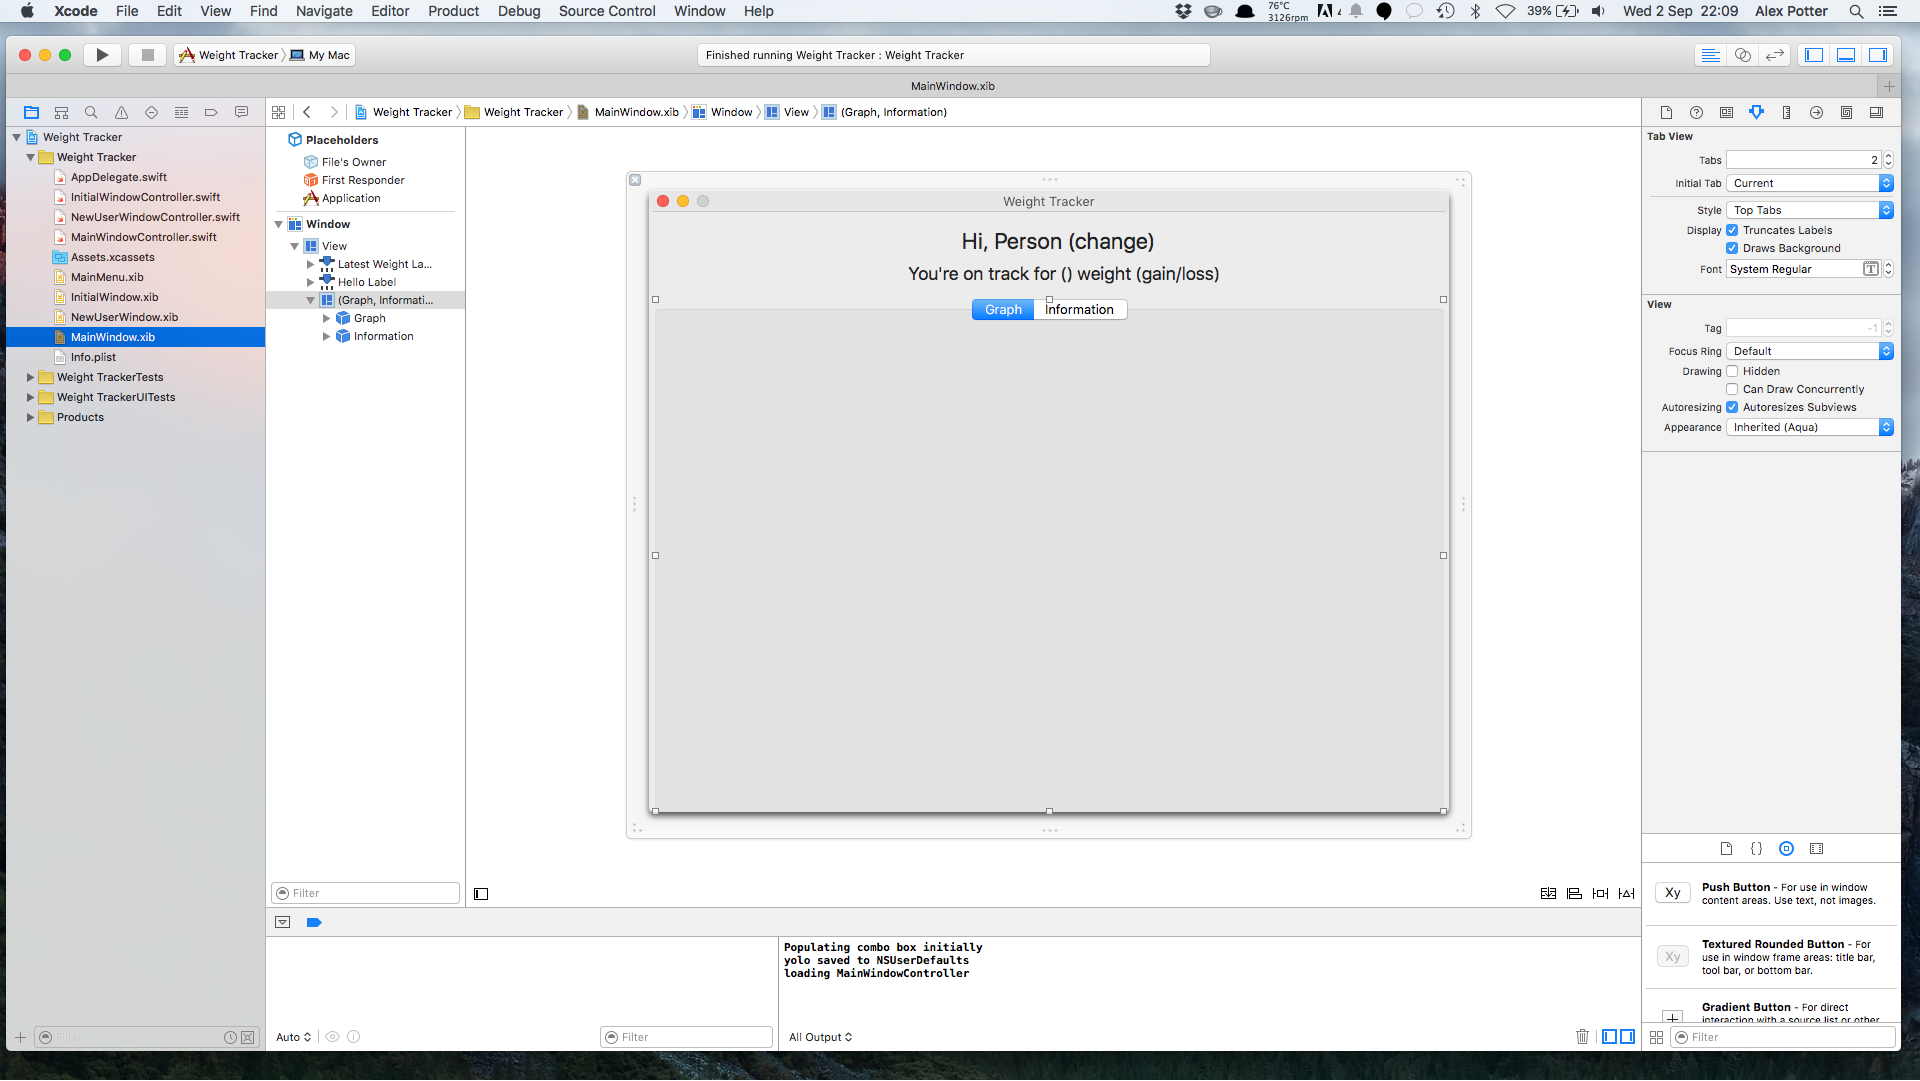 Xcode File Edit View Find Navigate Editor Product Debug Source Control Window Help
76°C
3126rpm
39%
Wed 2 Sep 22:09
Alex Potter
Weight Tracker
My Mac
Finished running Weight Tracker : Weight Tracker
MainWindow.xib
Weight Tracker
Weight Tracker
MainWindow.xib
Window
View
(Graph, Information)
Weight Tracker
Weight Tracker
AppDelegate.swift
InitialWindowController.swift
NewUserWindowController.swift
MainWindowController.swift
Assets.xcassets
MainMenu.xib
InitialWindow.xib
NewUserWindow.xib
MainWindow.xib
Info.plist
Weight TrackerTests
Weight TrackerUITests
Products
Filter
Placeholders
File's Owner
First Responder
Application
Window
View
Latest Weight La...
Hello Label
(Graph, Informati...
Graph
Information
Filter
Weight Tracker
Hi, Person (change)
You're on track for () weight (gain/loss)
Graph
Information
Auto
Filter
Populating combo box initially
yolo saved to NSUserDefaults
loading MainWindowController
All Output
Tab View
Tabs 2
Initial Tab Current
Style Top Tabs
Display Truncates Labels
Draws Background
Font System Regular T
View
Tag -1
Focus Ring Default
Drawing Hidden
Can Draw Concurrently
Autoresizing Autoresizes Subviews
Appearance Inherited (Aqua)
Xy
Push Button - For use in window
content areas. Use text, not images.
Xy
Textured Rounded Button - For
use in window frame areas: title bar,
tool bar, or bottom bar.
Gradient Button - For direct
interaction with a source list or other
Filter